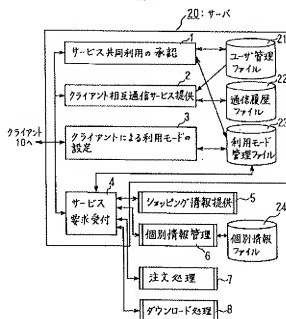 20:サーバ
1
サービス共同利用の承認
21
ユーザ管理
ファイル
2
クライアント相互通信サービス提供
22
通信履歴
ファイル
3
クライアントによる利用モードの
設定
23
利用モード
管理ファイル
クライアント
10へ
4
サービス
要求受付
ショッピング情報提供
5
個別情報管理
6
24
個別情報
ファイル
注文処理
7
ダウンロード処理
8